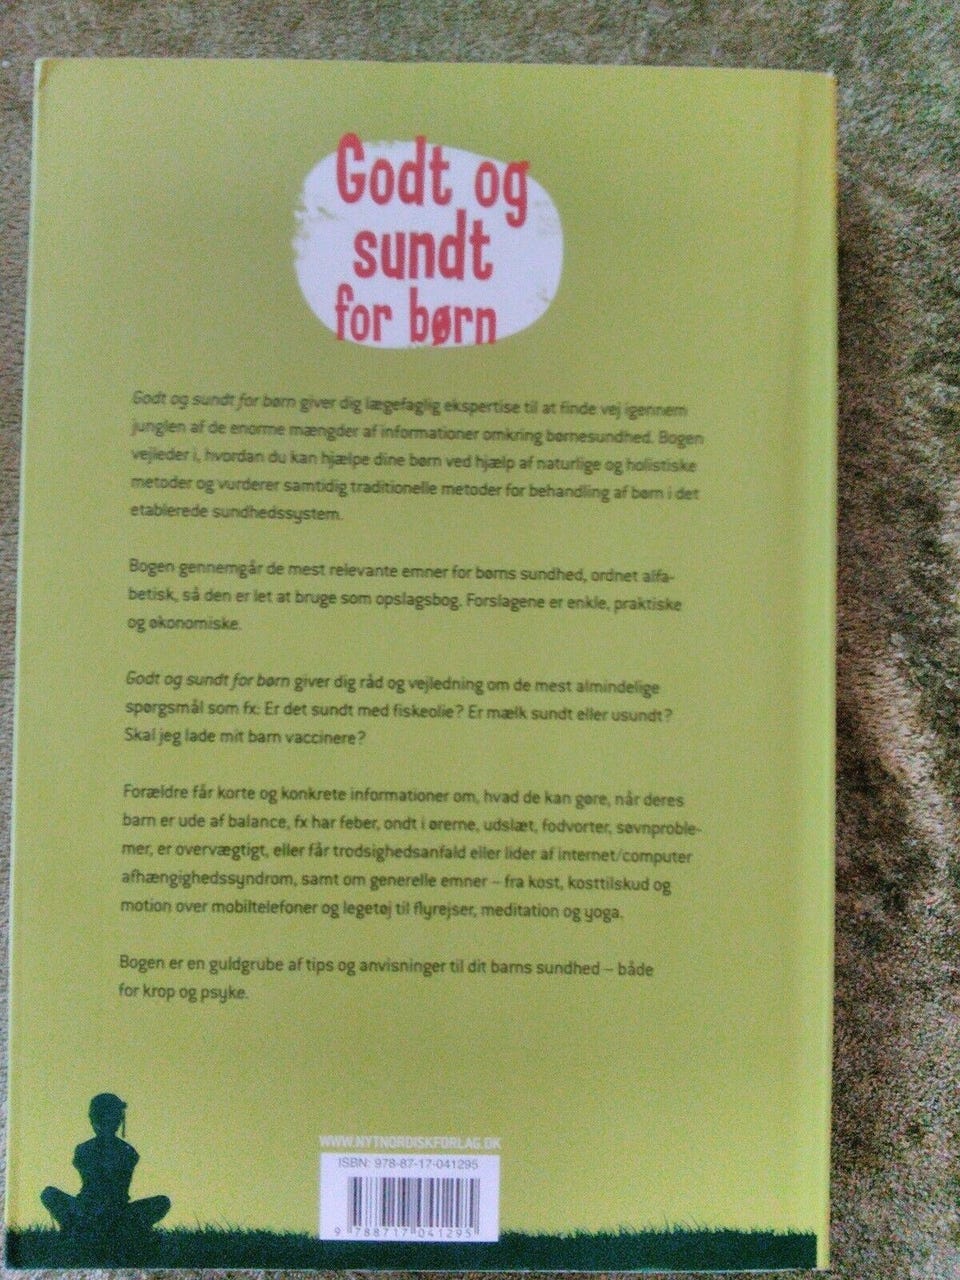 Godt og
sundt
for børn
Godt og sundt for børn giver dig lægefaglig ekspertise til at finde vej igennem
junglen af de enorme mængder af informationer omkring børnesundhed. Bogen
vejleder i, hvordan du kan hjælpe dine børn ved hjælp af naturlige og holistiske
metoder og vurderer samtidig traditionelle metoder for behandling af børn i det
etablerede sundhedssystem.
Bogen gennemgår de mest relevante emner for børns sundhed, ordnet alfa-
betisk, så den er let at bruge som opslagsbog. Forslagene er enkle, praktiske
og økonomiske.
Godt og sundt for børn giver dig råd og vejledning om de mest almindelige
spørgsmål som fx: Er det sundt med fiskeolie? Er mælk sundt eller usundt?
Skal jeg lade mit barn vaccinere?
Forældre får korte og konkrete informationer om, hvad de kan gøre, når deres
barn er ude af balance, fx har feber, ondt i ørerne, udslæt, fodvorter, søvnproble-
mer, er overvægtigt, eller får trodsighedsanfald eller lider af internet/computer
afhængighedssyndrom, samt om generelle emner – fra kost, kosttilskud og
motion over mobiltelefoner og legetøj til flyrejser, meditation og yoga.
Bogen er en guldgrube af tips og anvisninger til dit barns sundhed – både
for krop og psyke.
WWW.NYTNORDISKFORLAG.DK
ISBN: 978-87-17-041295
9 788717 041295